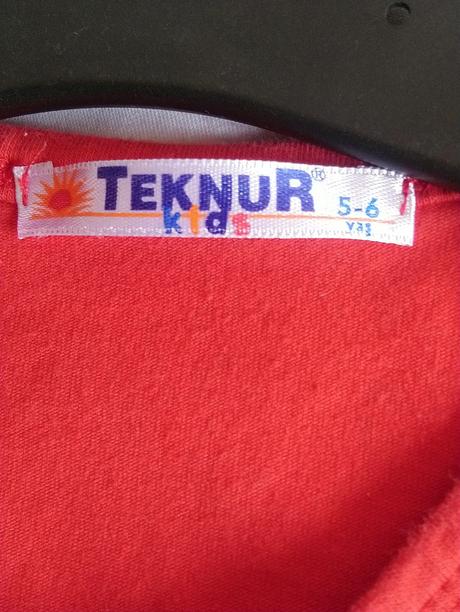 TEKNUR®
kids
5-6
yaş